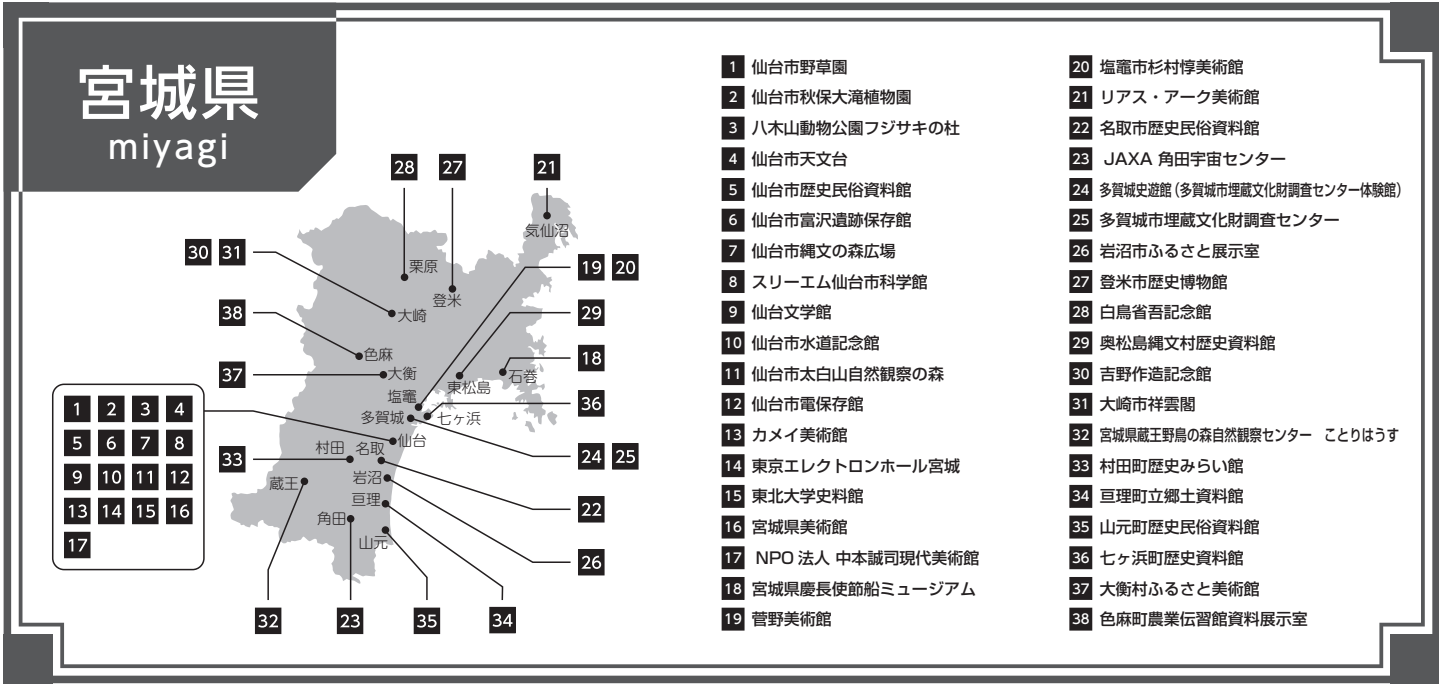 宮城県
miyagi
28 27 21
気仙沼
30 31
栗原
19 20
登米
大崎
38
29
色麻
18
37
大衡
石巻
東松島
塩竈
36
多賀城
七ヶ浜
1 2 3 4
5 6 7 8
9 10 11 12
13 14 15 16
17
仙台
村田
名取
33
24 25
岩沼
蔵王
亘理
22
角田
山元
26
32 23 35 34
1 仙台市野草園
2 仙台市秋保大滝植物園
3 八木山動物公園フジサキの杜
4 仙台市天文台
5 仙台市歴史民俗資料館
6 仙台市富沢遺跡保存館
7 仙台市縄文の森広場
8 スリーエム仙台市科学館
9 仙台文学館
10 仙台市水道記念館
11 仙台市太白山自然観察の森
12 仙台市電保存館
13 カメイ美術館
14 東京エレクトロンホール宮城
15 東北大学史料館
16 宮城県美術館
17 NPO 法人 中本誠司現代美術館
18 宮城県慶長使節船ミュージアム
19 菅野美術館
20 塩竈市杉村惇美術館
21 リアス・アーク美術館
22 名取市歴史民俗資料館
23 JAXA 角田宇宙センター
24 多賀城史遊館(多賀城市埋蔵文化財調査センター体験館)
25 多賀城市埋蔵文化財調査センター
26 岩沼市ふるさと展示室
27 登米市歴史博物館
28 白鳥省吾記念館
29 奥松島縄文村歴史資料館
30 吉野作造記念館
31 大崎市祥雲閣
32 宮城県蔵王野鳥の森自然観察センター ことりはうす
33 村田町歴史みらい館
34 亘理町立郷土資料館
35 山元町歴史民俗資料館
36 七ヶ浜町歴史資料館
37 大衡村ふるさと美術館
38 色麻町農業伝習館資料展示室